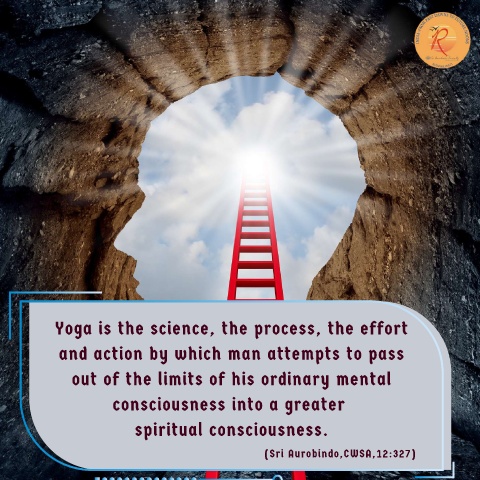 R
Yoga is the science, the process, the effort
and action by which man attempts to pass
out of the limits of his ordinary mental
consciousness into a greater
spiritual consciousness.
(Sri Aurobindo,CWSA,12:327)